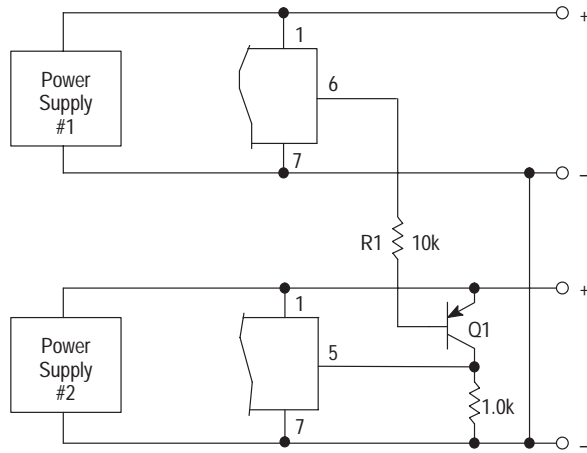 +
1
Power
Supply
#1
6
7
–
R1
10k
+
1
Q1
Power
Supply
#2
5
1.0k
7
–